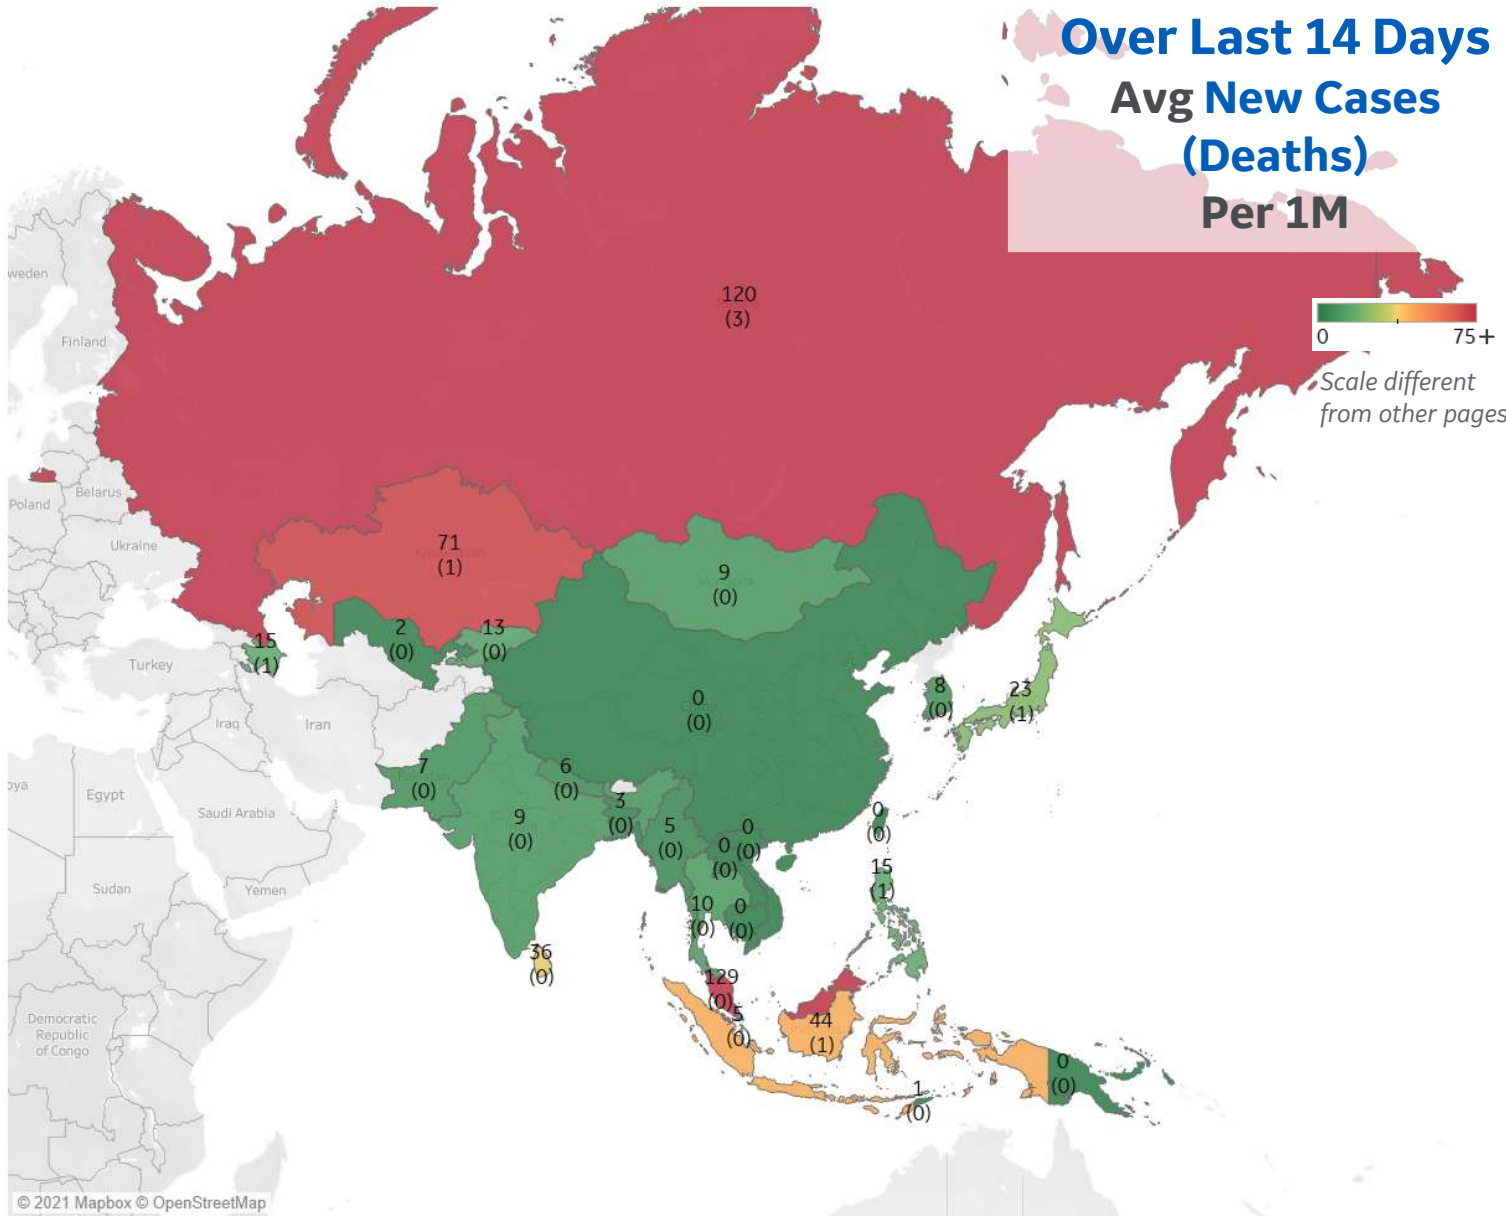 Over Last 14 Days
Avg New Cases
(Deaths)
Per 1M
0 75+
Scale different
from other pages
120
(3)
weden
Finland
Belarus
Poland
Ukraine
71
(1)
9
(0)
2
(0)
13
(0)
15
(1)
Turkey
8
(0)
23
(1)
0
(0)
Iraq
Iran
7
(0)
6
(0)
3
(0)
oya
Egypt
Saudi Arabia
9
(0)
5
(0)
0
(0)
0
(0)
0
(0)
15
(1)
Sudan
Yemen
10
(0)
0
(0)
36
(0)
129
(0)
5
(0)
44
(1)
Democratic
Republic
of Congo
0
(0)
1
(0)
© 2021 Mapbox © OpenStreetMap